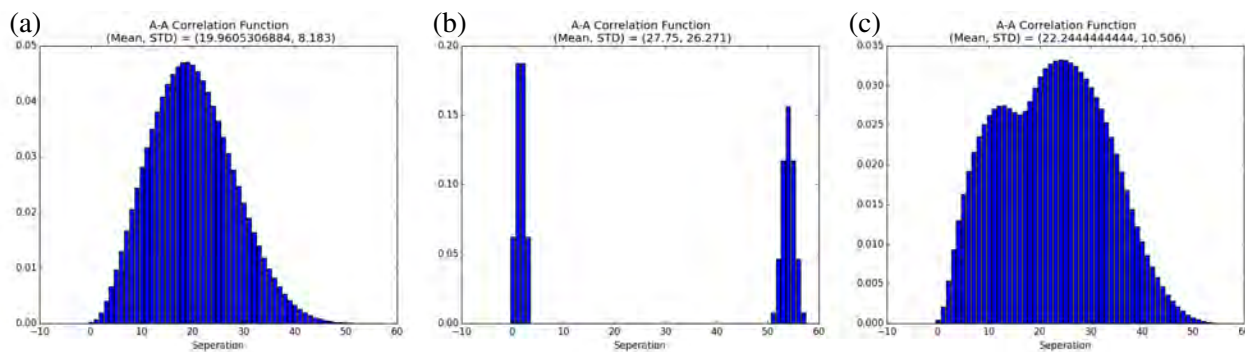 (a)
A-A Correlation Function
(Mean, STD) = (19.9605306884, 8.183)
0.05
0.04
0.03
0.02
0.01
0.00
−10 0 10 20 30 40 50 60
Seperation
(b)
A-A Correlation Function
(Mean, STD) = (27.75, 26.271)
0.20
0.15
0.10
0.05
0.00
−10 0 10 20 30 40 50 60
Seperation
(c)
A-A Correlation Function
(Mean, STD) = (22.2444444444, 10.506)
0.035
0.030
0.025
0.020
0.015
0.010
0.005
0.000
−10 0 10 20 30 40 50 60
Seperation